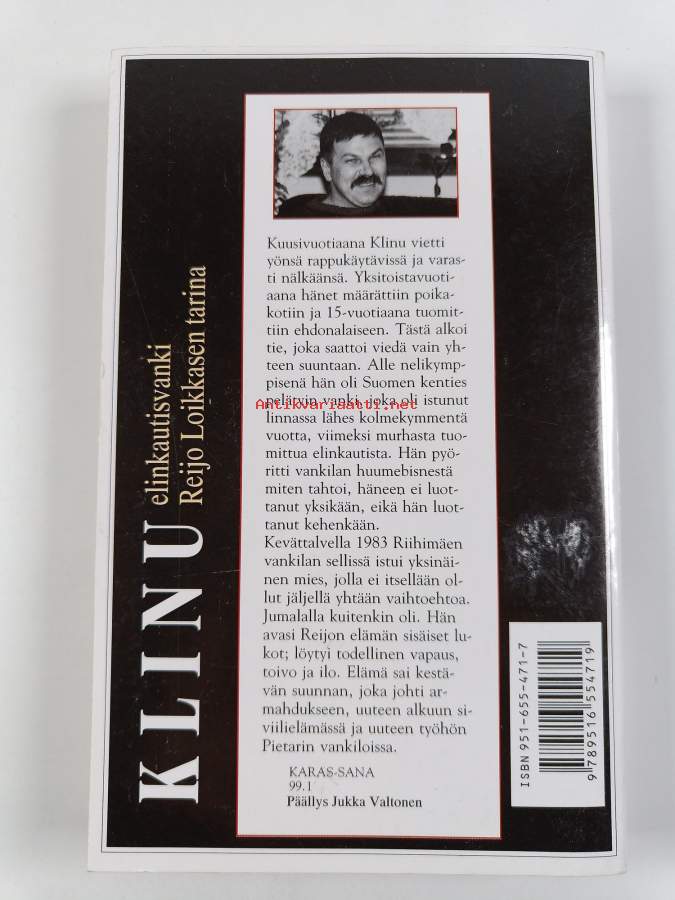 KLINU
elinkautisvanki
Reijo Loikkasen tarina
Kuusivuotiaana Klinu vietti
yönsä rappukäytävissä ja varas-
ti nälkäänsä. Yksitoistavuoti-
aana hänet määrättiin poika-
kotiin ja 15-vuotiaana tuomit-
tiin ehdonalaiseen. Tästä alkoi
tie, joka saattoi viedä vain yh-
teen suuntaan. Alle nelikymp-
pisenä hän oli Suomen kenties
pelätyin vanki, joka oli istunut
Antikvariaatti.net
linnassa lähes kolmekymmentä
vuotta, viimeksi murhasta tuo-
mittua elinkautista. Hän pyö-
ritti vankilan huumebisnestä
miten tahtoi, häneen ei luot-
tanut yksikään, eikä hän luot-
tanut kehenkään.
Kevättalvella 1983 Riihimäen
vankilan sellissä istui yksinäi-
nen mies, jolla ei itsellään ol-
lut jäljellä yhtään vaihtoehtoa.
Jumalalla kuitenkin oli. Hän
avasi Reijon elämän sisäiset lu-
kot; löytyi todellinen vapaus,
toivo ja ilo. Elämä sai kestä-
vän suunnan, joka johti ar-
mahdukseen, uuteen alkuun si-
viilielämässä ja uuteen työhön
Pietarin vankiloissa.
KARAS-SANA
99.1
Päällys Jukka Valtonen
ISBN 951-655-471-7
9789516554719